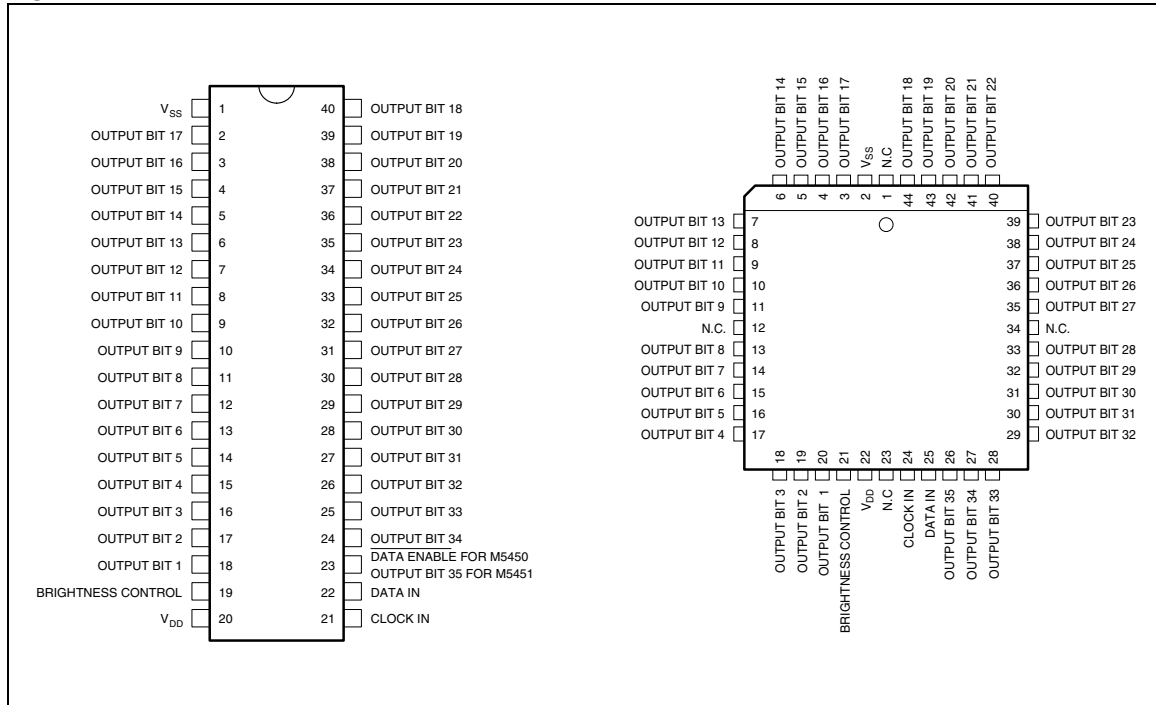 V_SS 1 40 OUTPUT BIT 18
OUTPUT BIT 17 2 39 OUTPUT BIT 19
OUTPUT BIT 16 3 38 OUTPUT BIT 20
OUTPUT BIT 15 4 37 OUTPUT BIT 21
OUTPUT BIT 14 5 36 OUTPUT BIT 22
OUTPUT BIT 13 6 35 OUTPUT BIT 23
OUTPUT BIT 12 7 34 OUTPUT BIT 24
OUTPUT BIT 11 8 33 OUTPUT BIT 25
OUTPUT BIT 10 9 32 OUTPUT BIT 26
OUTPUT BIT 9 10 31 OUTPUT BIT 27
OUTPUT BIT 8 11 30 OUTPUT BIT 28
OUTPUT BIT 7 12 29 OUTPUT BIT 29
OUTPUT BIT 6 13 28 OUTPUT BIT 30
OUTPUT BIT 5 14 27 OUTPUT BIT 31
OUTPUT BIT 4 15 26 OUTPUT BIT 32
OUTPUT BIT 3 16 25 OUTPUT BIT 33
OUTPUT BIT 2 17 24 OUTPUT BIT 34
DATA ENABLE FOR M5450
OUTPUT BIT 1 18 23
OUTPUT BIT 35 FOR M5451
BRIGHTNESS CONTROL 19 22 DATA IN
V_DD 20 21 CLOCK IN
OUTPUT BIT 14
OUTPUT BIT 15
OUTPUT BIT 16
OUTPUT BIT 17
V_SS
N.C
OUTPUT BIT 18
OUTPUT BIT 19
OUTPUT BIT 20
OUTPUT BIT 21
OUTPUT BIT 22
6 5 4 3 2 1 44 43 42 41 40
OUTPUT BIT 13 7 39 OUTPUT BIT 23
OUTPUT BIT 12 8 38 OUTPUT BIT 24
OUTPUT BIT 11 9 37 OUTPUT BIT 25
OUTPUT BIT 10 10 36 OUTPUT BIT 26
OUTPUT BIT 9 11 35 OUTPUT BIT 27
N.C. 12 34 N.C.
OUTPUT BIT 8 13 33 OUTPUT BIT 28
OUTPUT BIT 7 14 32 OUTPUT BIT 29
OUTPUT BIT 6 15 31 OUTPUT BIT 30
OUTPUT BIT 5 16 30 OUTPUT BIT 31
OUTPUT BIT 4 17 29 OUTPUT BIT 32
18 19 20 21 22 23 24 25 26 27 28
OUTPUT BIT 3
OUTPUT BIT 2
OUTPUT BIT 1
BRIGHTNESS CONTROL
V_DD
N.C
CLOCK IN
DATA IN
OUTPUT BIT 35
OUTPUT BIT 34
OUTPUT BIT 33